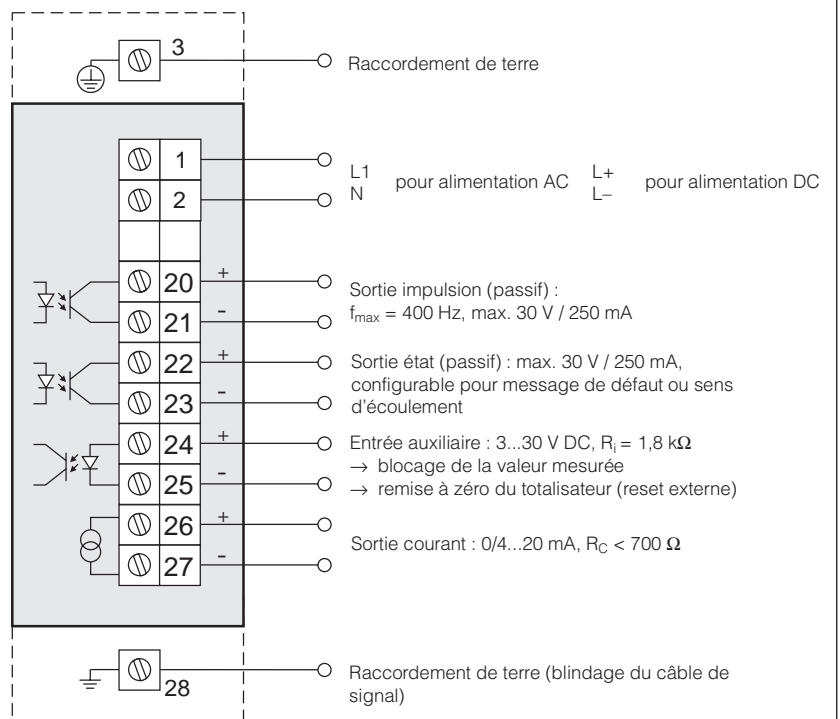 3
Raccordement de terre
1
L1 pour alimentation AC L+ pour alimentation DC
2
N L–
20 +
Sortie impulsion (passif) :
21 -
fmax = 400 Hz, max. 30 V / 250 mA
22 +
Sortie état (passif) : max. 30 V / 250 mA,
configurable pour message de défaut ou sens
23 -
d'écoulement
24 +
Entrée auxiliaire : 3...30 V DC, Ri = 1,8 kΩ
→ blocage de la valeur mesurée
25 -
→ remise à zéro du totalisateur (reset externe)
26 +
Sortie courant : 0/4...20 mA, RC < 700 Ω
27 -
28
Raccordement de terre (blindage du câble de
signal)